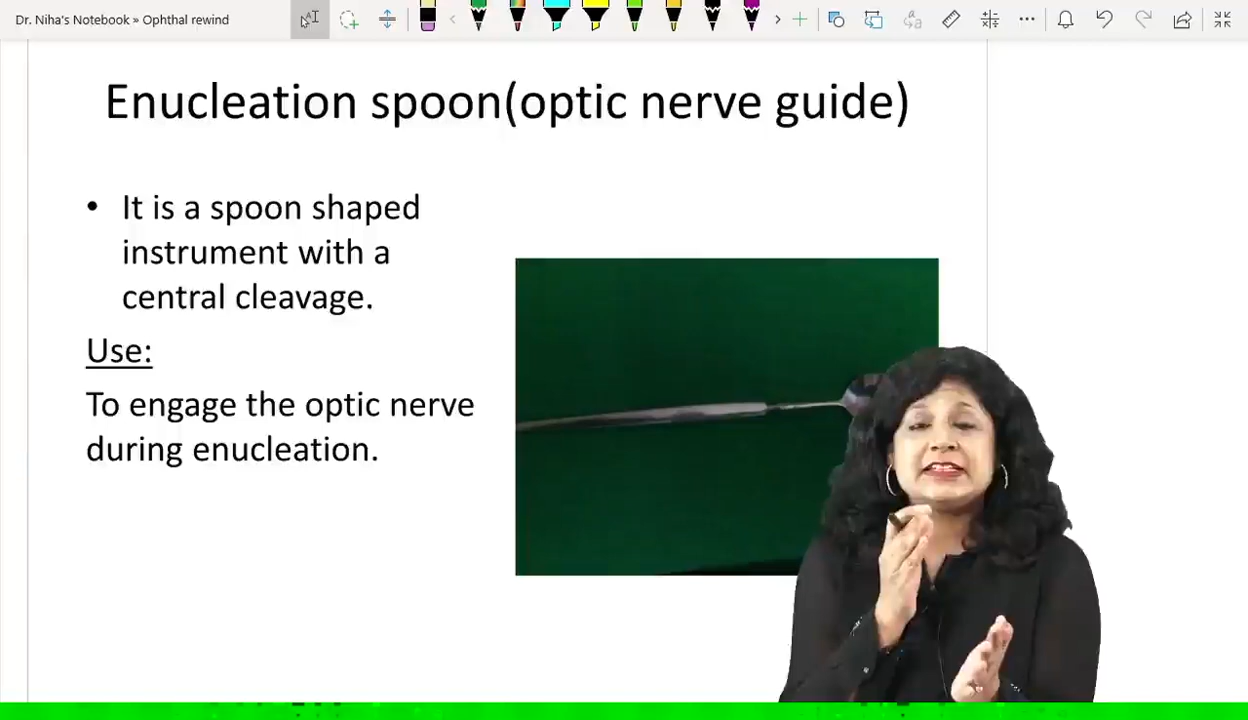 Dr. Niha's Notebook » Ophthal rewind
Enucleation spoon(optic nerve guide)
• It is a spoon shaped
instrument with a
central cleavage.
Use:
To engage the optic nerve
during enucleation.